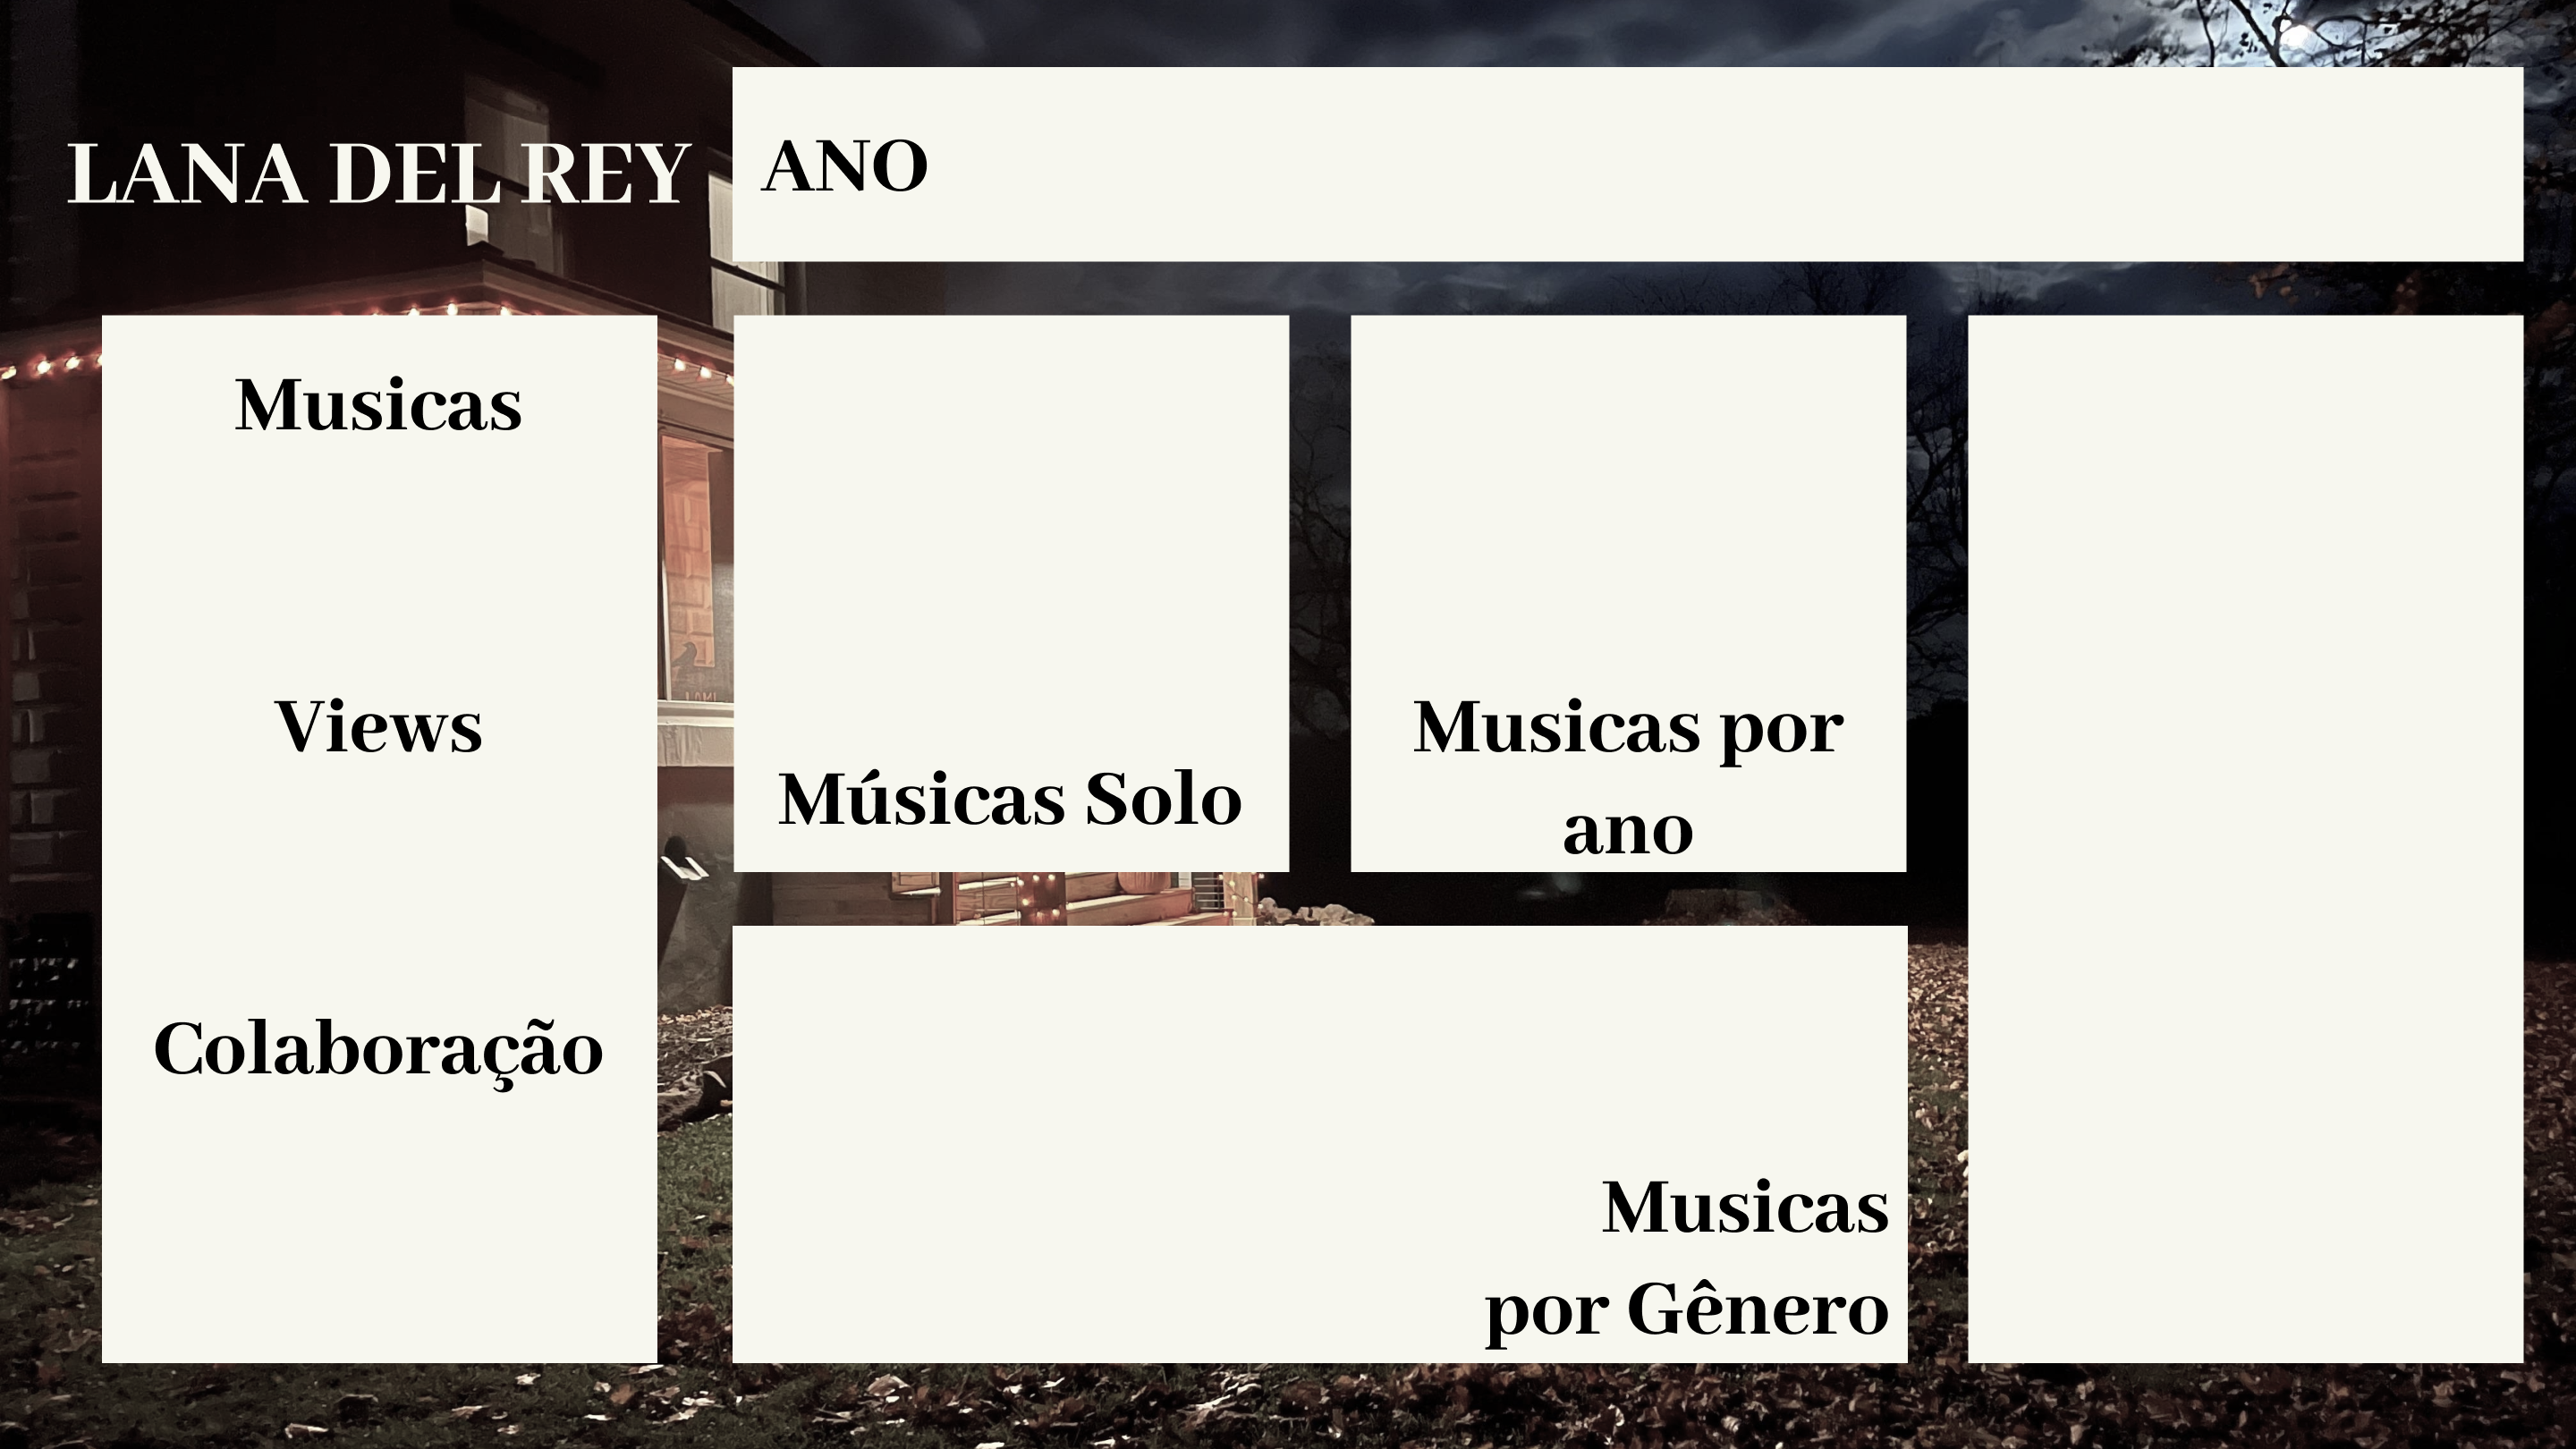 LANA DEL REY
ANO
Musicas
Views
Colaboração
Músicas Solo
Musicas por
ano
Musicas
por Gênero